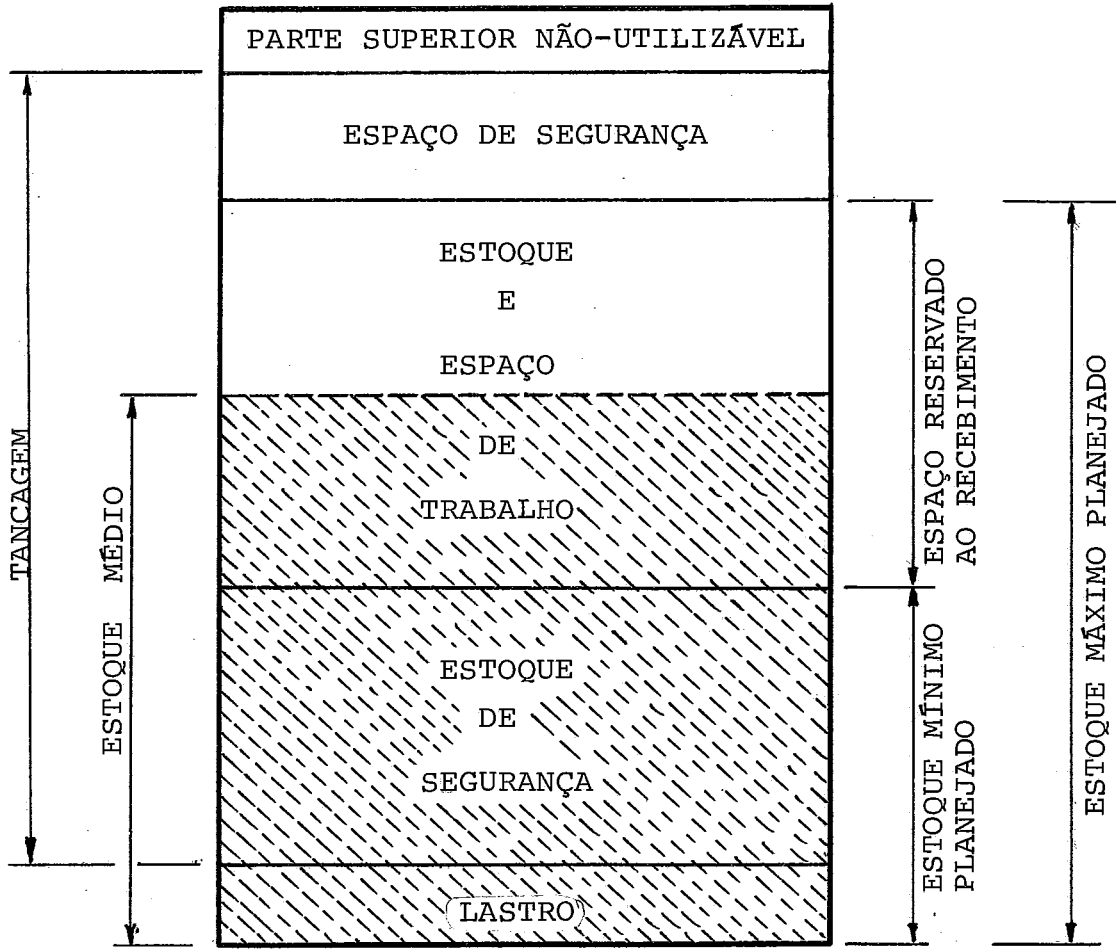 PARTE SUPERIOR NÃO-UTILIZÁVEL
ESPAÇO DE SEGURANÇA
ESTOQUE
E
ESPAÇO
DE
TRABALHO
ESTOQUE
DE
SEGURANÇA
(LASTRO)
TANCAGEM
ESTOQUE MÉDIO
ESPAÇO RESERVADO
AO RECEBIMENTO
ESTOQUE MÍNIMO
PLANEJADO
ESTOQUE MÁXIMO PLANEJADO